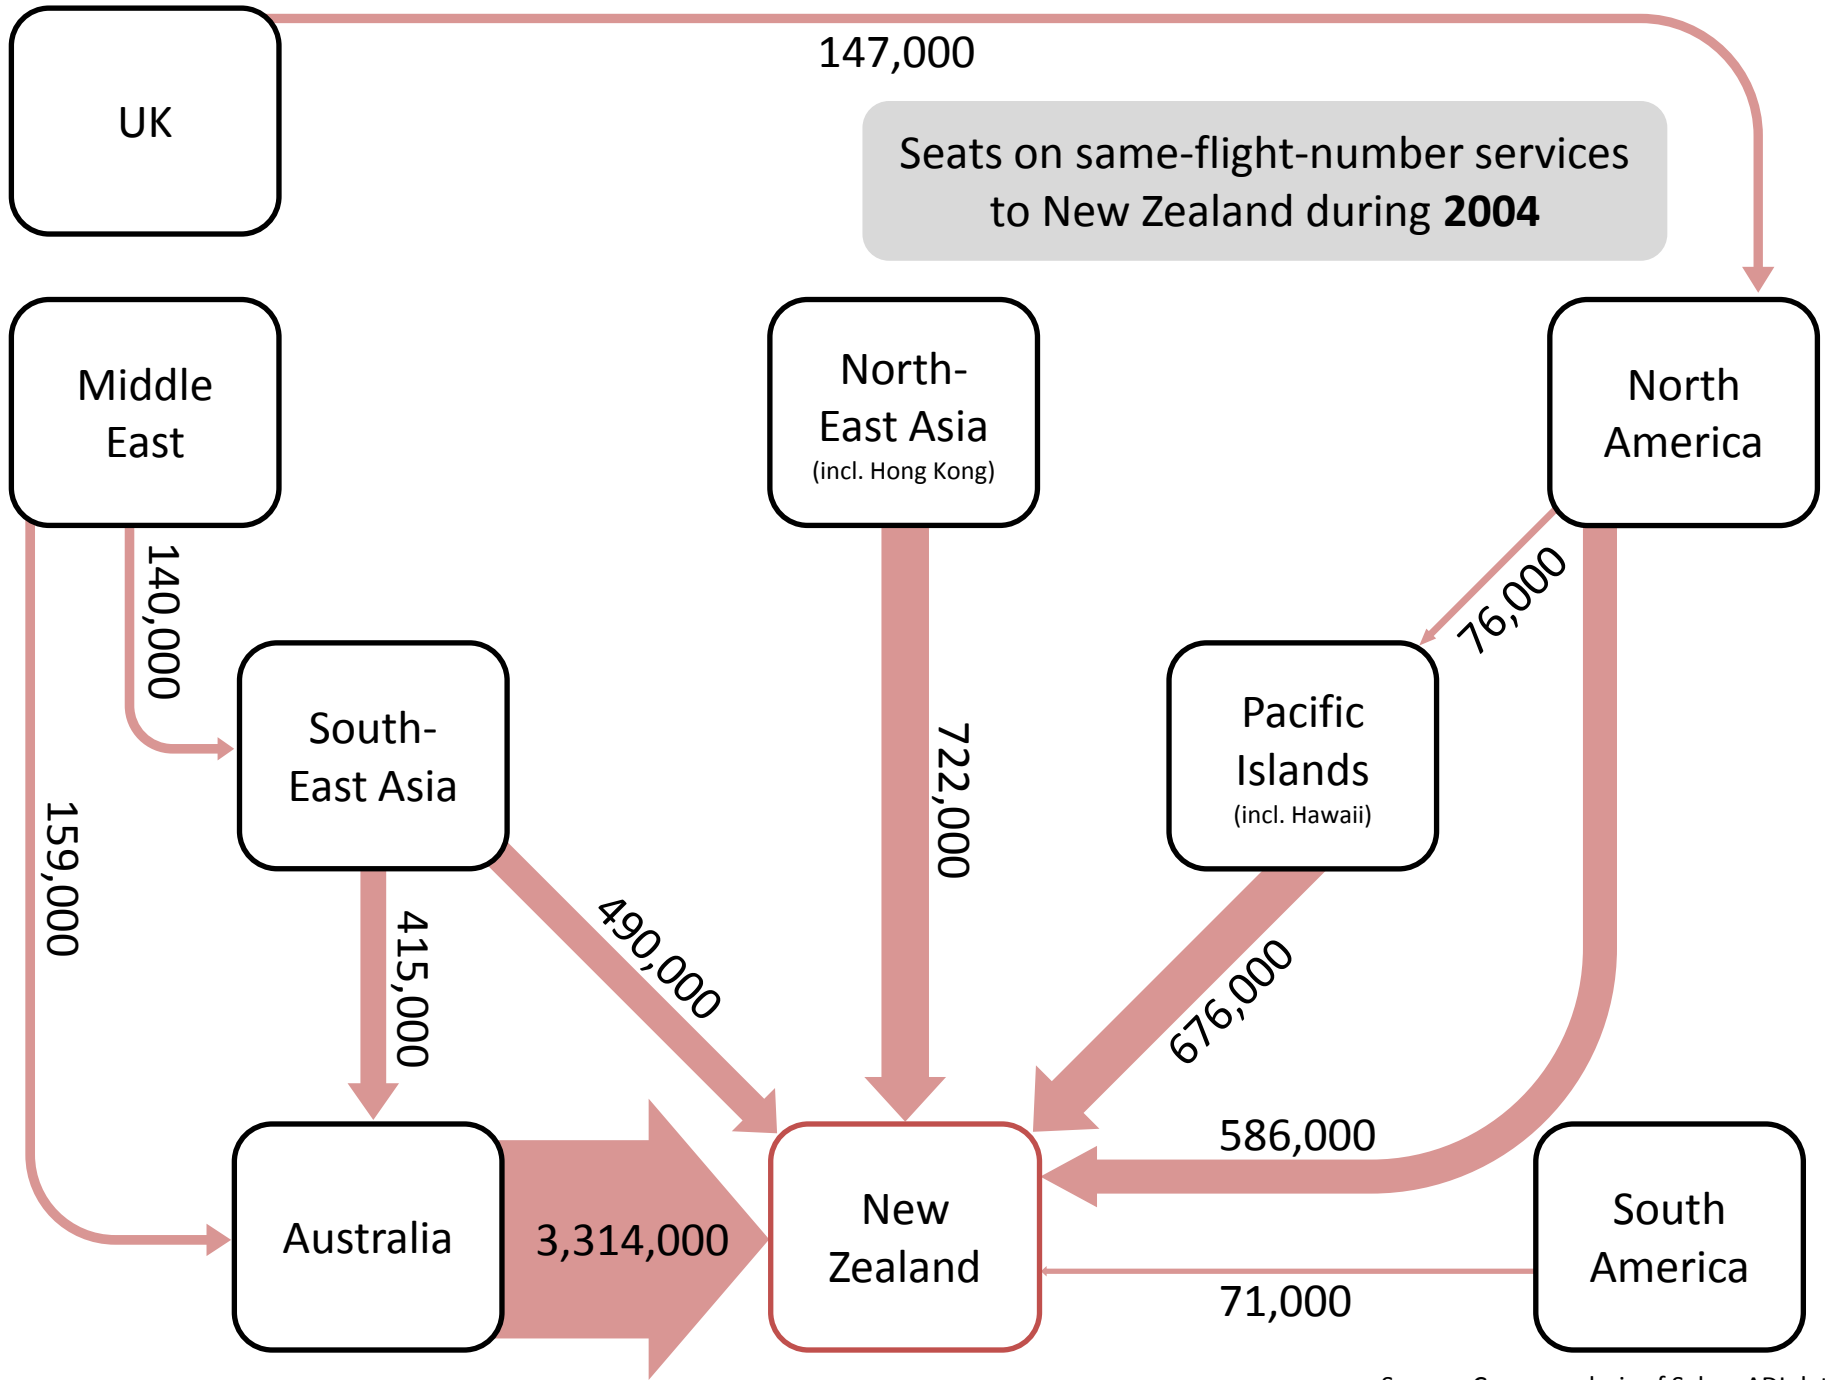 UK
147,000
Seats on same-flight-number services
to New Zealand during 2004
Middle
East
North-
East Asia
(incl. Hong Kong)
North
America
140,000
76,000
South-
East Asia
Pacific
Islands
(incl. Hawaii)
722,000
159,000
415,000
490,000
676,000
586,000
Australia
3,314,000
New
Zealand
South
America
71,000